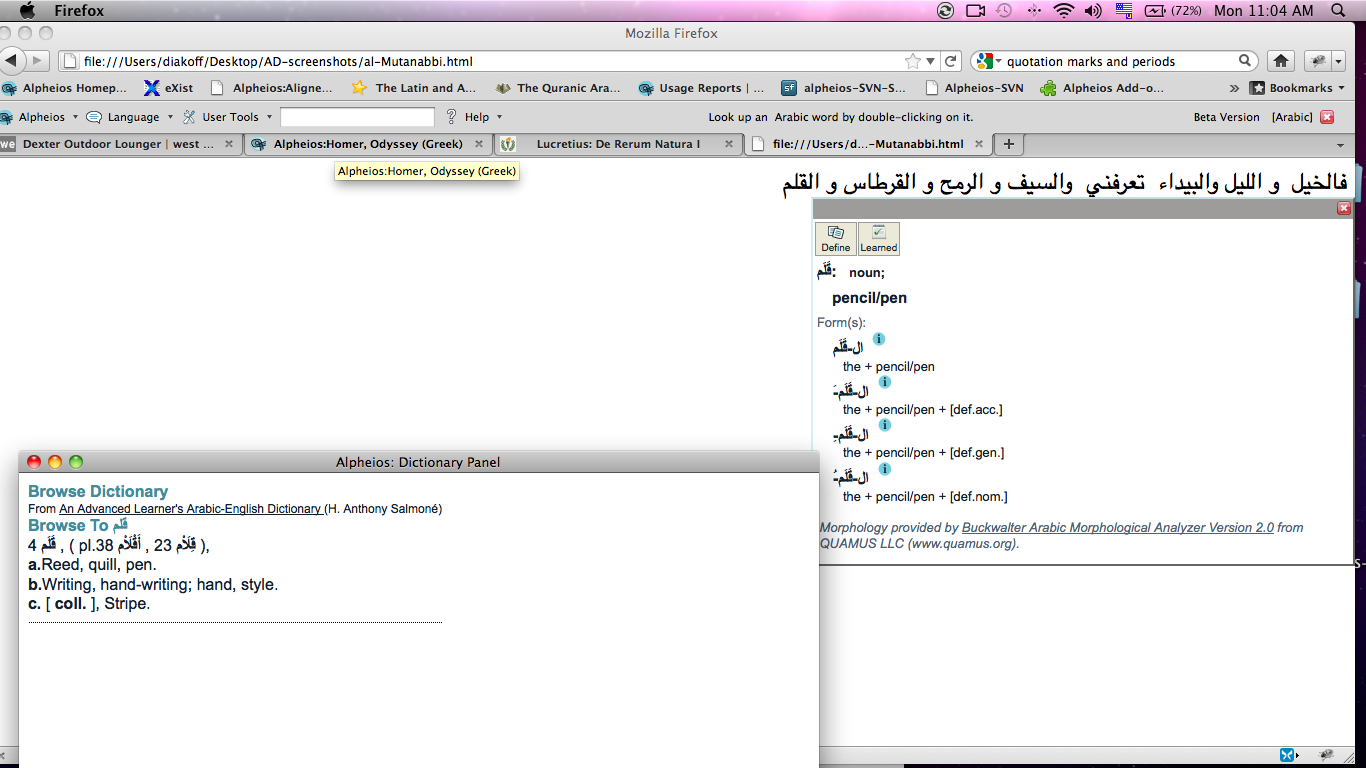 Firefox
(72%) Mon 11:04 AM
Mozilla Firefox
file:///Users/diakoff/Desktop/AD-screenshots/al-Mutanabbi.html
quotation marks and periods
Alpheios Homep... eXist Alpheios:Aligne... The Latin and A... The Quranic Ara... Usage Reports | ... alpheios-SVN-S... Alpheios-SVN Alpheios Add-o... » Bookmarks
Alpheios Language User Tools Help Look up an Arabic word by double-clicking on it. Beta Version [Arabic]
Dexter Outdoor Lounger | west ... Alpheios:Homer, Odyssey (Greek) Lucretius: De Rerum Natura I file:///Users/d...-Mutanabbi.html
Alpheios:Homer, Odyssey (Greek)
فالخيل و الليل والبيداء تعرفني والسيف و الرمح و القرطاس و القلم
Define Learned
قَلَم: noun;
pencil/pen
Form(s):
ال-قَلَم
the + pencil/pen
ال-قَلَم-َ
the + pencil/pen + [def.acc.]
ال-قَلَم-ِ
the + pencil/pen + [def.gen.]
ال-قَلَم-ُ
the + pencil/pen + [def.nom.]
Morphology provided by Buckwalter Arabic Morphological Analyzer Version 2.0 from
QUAMUS LLC (www.quamus.org).
Alpheios: Dictionary Panel
Browse Dictionary
From An Advanced Learner's Arabic-English Dictionary (H. Anthony Salmoné)
Browse To قَلَم
قَلَم 4 , ( pl.38 أَقْلَاْم , 23 قِلَاْم ),
a.Reed, quill, pen.
b.Writing, hand-writing; hand, style.
c. [ coll. ], Stripe.